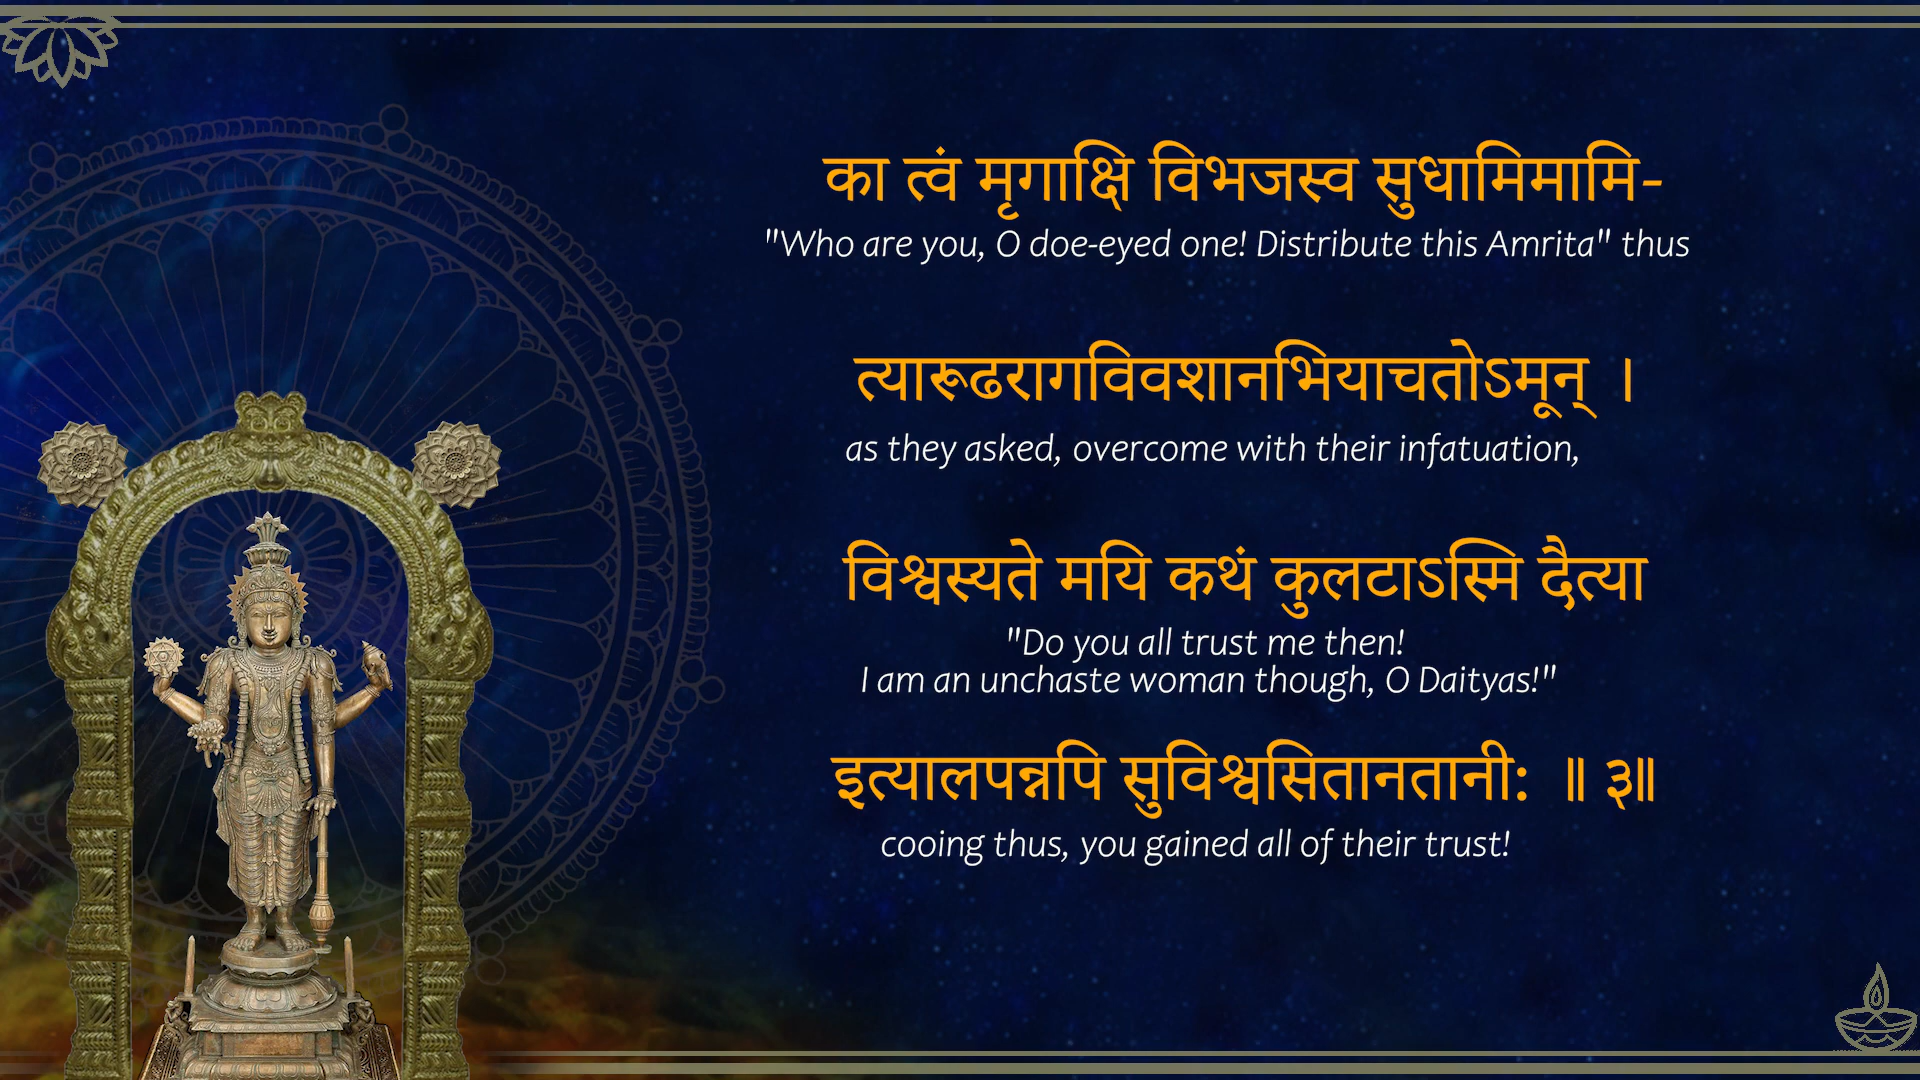 का त्वं मृगाक्षि विभजस्व सुधामिमामि-
"Who are you, O doe-eyed one! Distribute this Amrita" thus
त्यारूढरागविवशानभियाचतोऽमून् ।
as they asked, overcome with their infatuation,
विश्वस्यते मयि कथं कुलटाऽस्मि दैत्या
"Do you all trust me then!
I am an unchaste woman though, O Daityas!"
इत्यालपन्नपि सुविश्वसितानतानी: ॥ ३॥
cooing thus, you gained all of their trust!